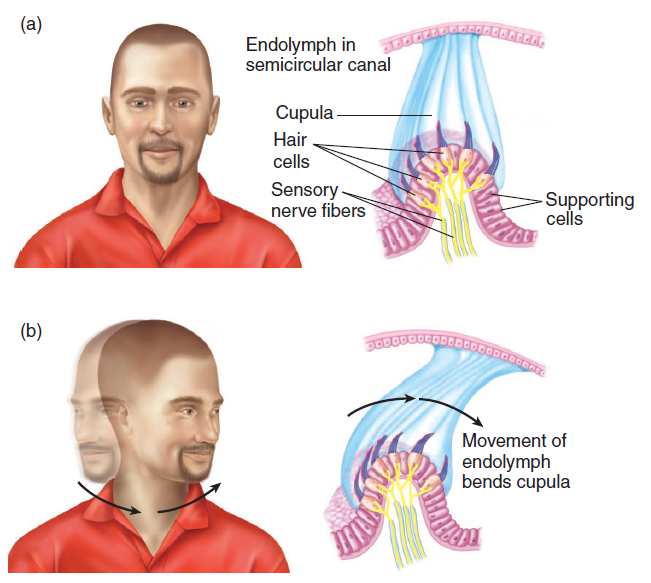 (a)
Endolymph in
semicircular canal
Cupula
Hair
cells
Sensory
nerve fibers
Supporting
cells
(b)
Movement of
endolymph
bends cupula